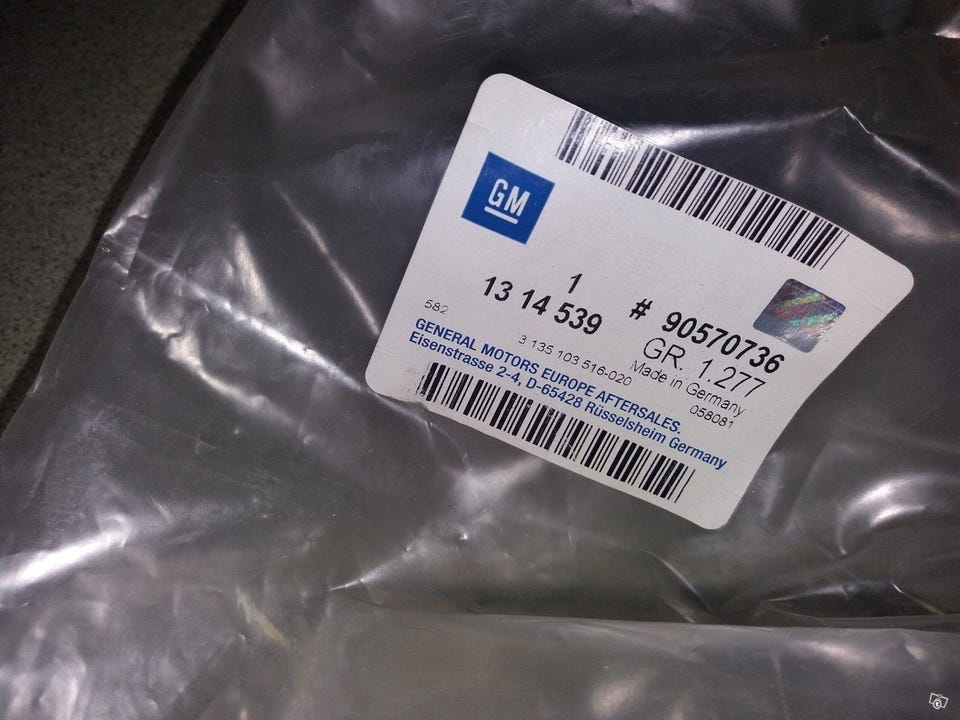 GM
1
13 14 539
# 90570736
GR. 1.277
582
3 135 103 516-020
Made in Germany
058081
GENERAL MOTORS EUROPE AFTERSALES.
Eisenstrasse 2-4, D-65428 Rüsselsheim Germany